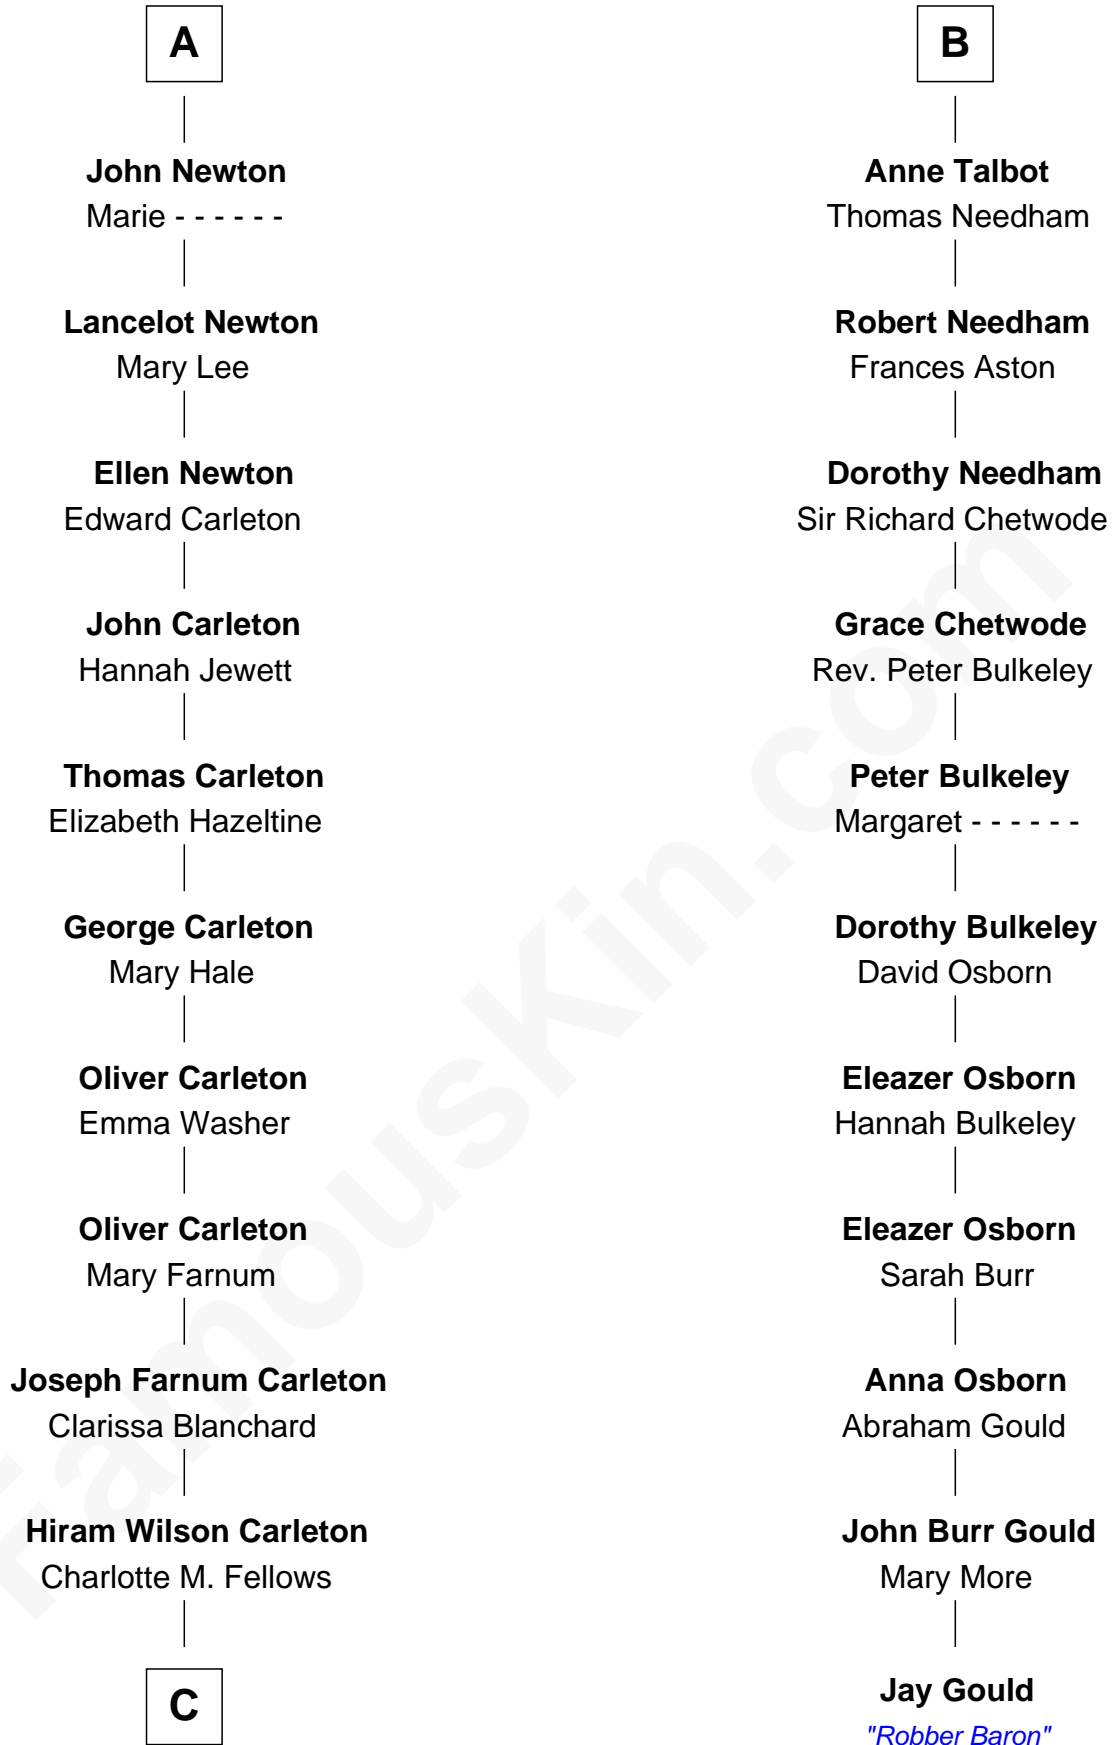 A
John Newton
Marie - - - - - -
Lancelot Newton
Mary Lee
Ellen Newton
Edward Carleton
John Carleton
Hannah Jewett
Thomas Carleton
Elizabeth Hazeltine
George Carleton
Mary Hale
Oliver Carleton
Emma Washer
Oliver Carleton
Mary Farnum
Joseph Farnum Carleton
Clarissa Blanchard
Hiram Wilson Carleton
Charlotte M. Fellows
C
B
Anne Talbot
Thomas Needham
Robert Needham
Frances Aston
Dorothy Needham
Sir Richard Chetwode
Grace Chetwode
Rev. Peter Bulkeley
Peter Bulkeley
Margaret - - - - - -
Dorothy Bulkeley
David Osborn
Eleazer Osborn
Hannah Bulkeley
Eleazer Osborn
Sarah Burr
Anna Osborn
Abraham Gould
John Burr Gould
Mary More
Jay Gould
"Robber Baron"
FamousKin.com